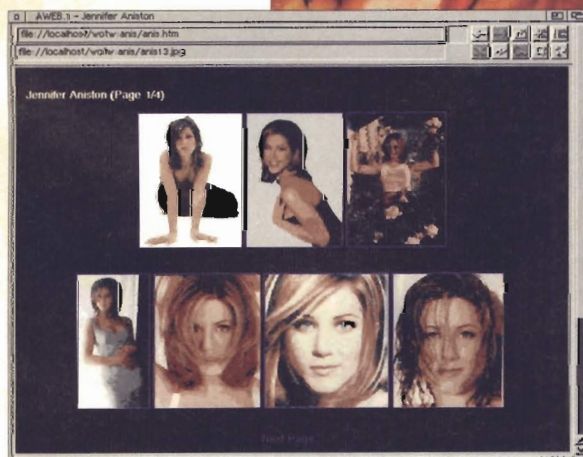 AWEB.II - Jennifer Aniston
file://localhost/wotw-anis/anis.htm
file://localhost/wotw-anis/anis13.jpg
Jennifer Aniston (Page 1/4)
Next Page